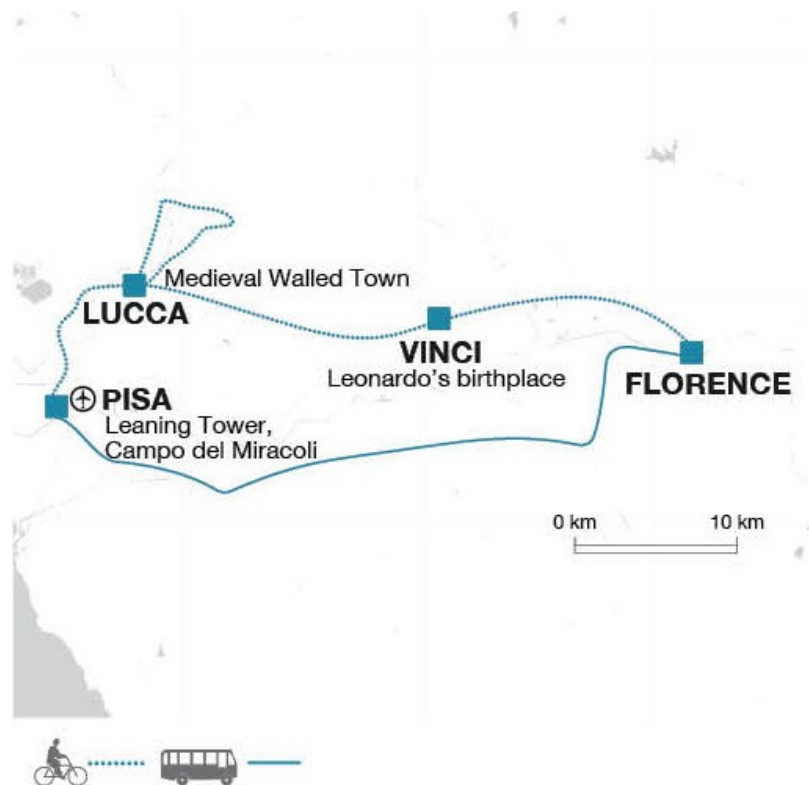 Medieval Walled Town
LUCCA
VINCI
Leonardo’s birthplace
FLORENCE
PISA
Leaning Tower,
Campo del Miracoli
0 km 10 km